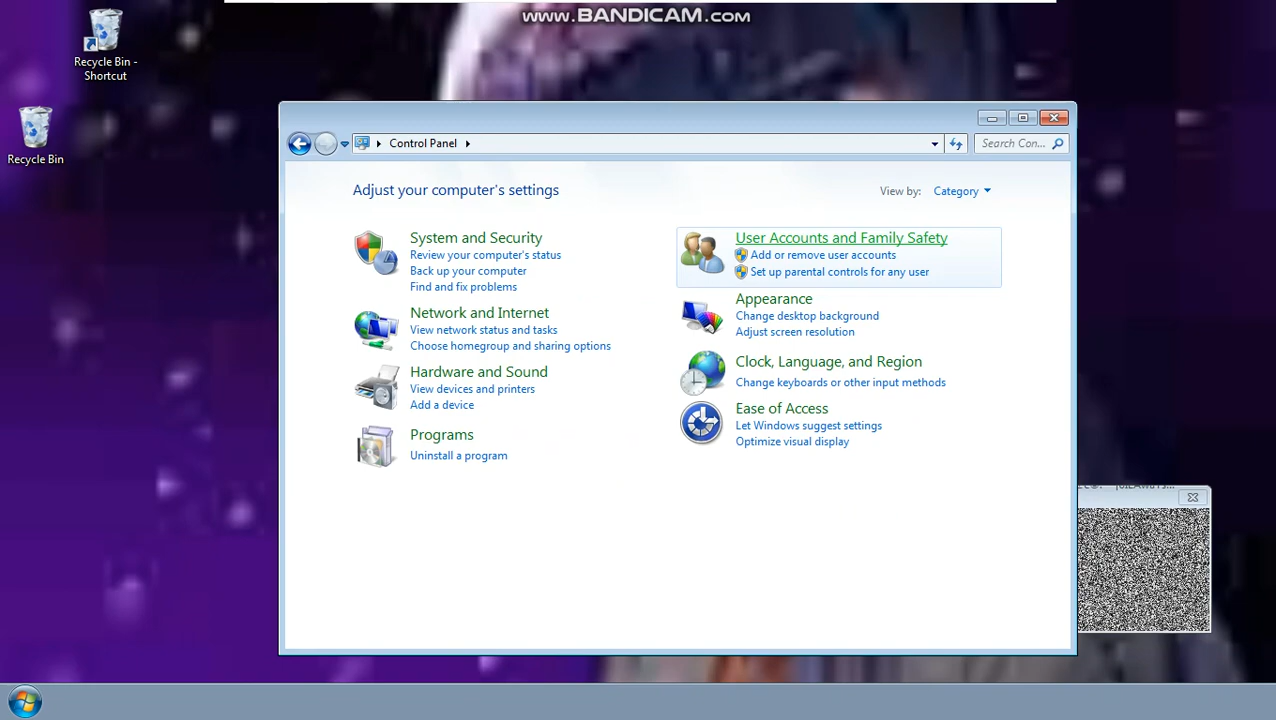 www.BANDICAM.com
Recycle Bin -
Shortcut
Recycle Bin
Control Panel
Search Con...
Adjust your computer's settings
View by: Category
System and Security
Review your computer's status
Back up your computer
Find and fix problems
Network and Internet
View network status and tasks
Choose homegroup and sharing options
Hardware and Sound
View devices and printers
Add a device
Programs
Uninstall a program
User Accounts and Family Safety
Add or remove user accounts
Set up parental controls for any user
Appearance
Change desktop background
Adjust screen resolution
Clock, Language, and Region
Change keyboards or other input methods
Ease of Access
Let Windows suggest settings
Optimize visual display